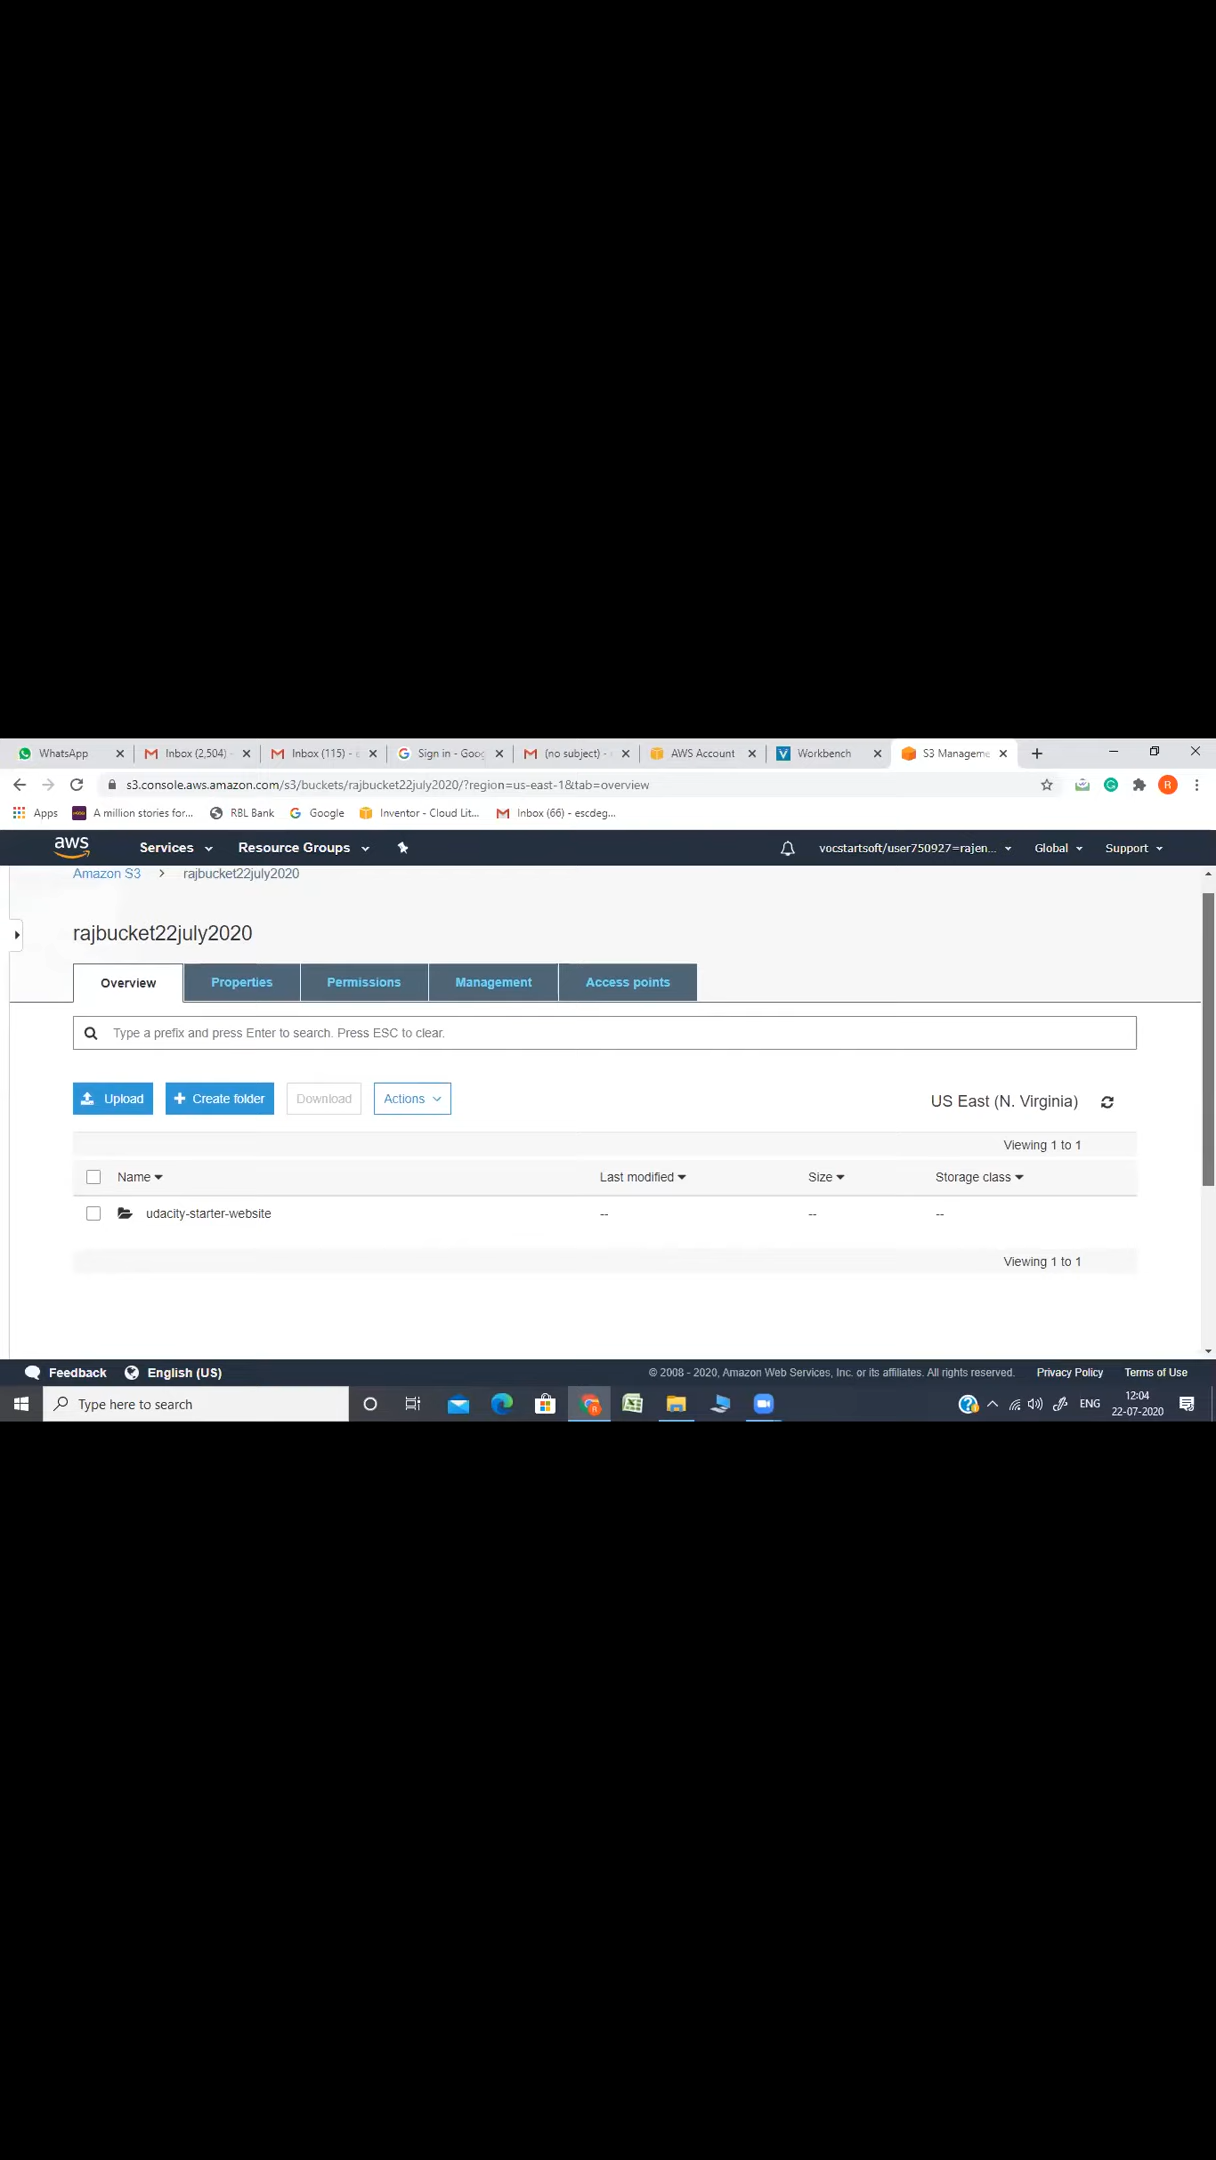 WhatsApp
Inbox (2,504) -
Inbox (115) -
Sign in - Goog
(no subject) -
AWS Account
Workbench
S3 Manageme
s3.console.aws.amazon.com/s3/buckets/rajbucket22july2020/?region=us-east-1&tab=overview
R
Apps
A million stories for...
RBL Bank
Google
Inventor - Cloud Lit...
Inbox (66) - escdeg...
aws
Services
Resource Groups
vocstartsoft/user750927=rajen...
Global
Support
Amazon S3
rajbucket22july2020
rajbucket22july2020
Overview
Properties
Permissions
Management
Access points
Type a prefix and press Enter to search. Press ESC to clear.
Upload
Create folder
Download
Actions
US East (N. Virginia)
Viewing 1 to 1
Name
Last modified
Size
Storage class
udacity-starter-website
--
--
--
Viewing 1 to 1
Feedback
English (US)
© 2008 - 2020, Amazon Web Services, Inc. or its affiliates. All rights reserved.
Privacy Policy
Terms of Use
Type here to search
ENG
12:04
22-07-2020